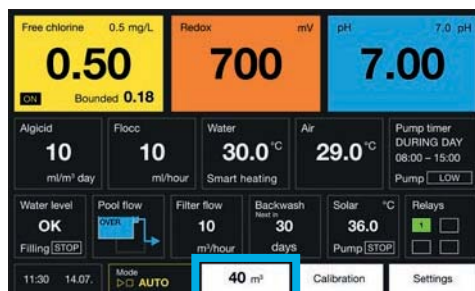 Free chlorine 0.5 mg/L
0.50
ON Bounded 0.18
Redox mV
700
pH 7.0 pH
7.00
Algicid
10
ml/m³ day
Flocc
10
ml/hour
Water
30.0 °C
Smart heating
Air
29.0 °C
Pump timer
DURING DAY
08:00 – 15:00
Pump LOW
Water level
OK
Filling STOP
Pool flow
OVER
Filter flow
10
m³/hour
Backwash
Next in
30
days
Solar °C
36.0
Pump STOP
Relays
1
11:30 14.07.
Mode
AUTO
40 m³
Calibration
Settings